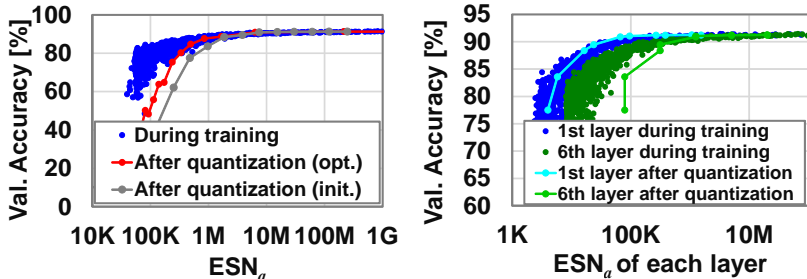 Val. Accuracy [%]
100
80
60
40
20
0
During training
After quantization (opt.)
After quantization (init.)
10K 100K 1M 10M 100M 1G
ESNa
Val. Accuracy [%]
95
90
85
80
75
70
65
60
1st layer during training
6th layer during training
1st layer after quantization
6th layer after quantization
1K 100K 10M
ESNa of each layer